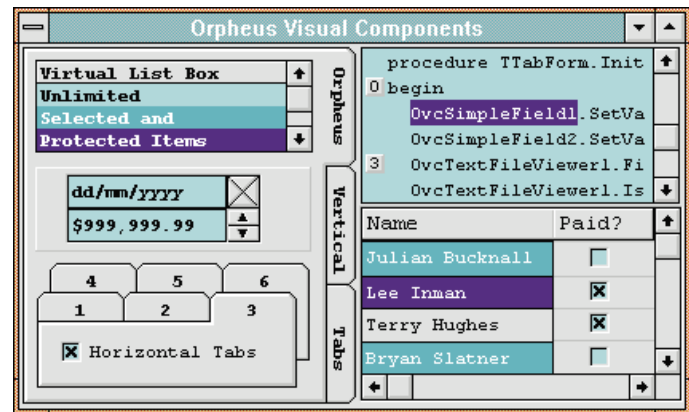 Orpheus Visual Components
Virtual List Box
Unlimited
Selected and
Protected Items
dd/mm/yyyy
$999,999.99
4 5 6
1 2 3
Horizontal Tabs
Orpheus
Vertical
Tabs
procedure TTabForm.Init
0 begin
OvcSimpleField1.SetVa
OvcSimpleField2.SetVa
3 OvcTextFileViewer1.Fi
OvcTextFileViewer1.Is
Name Paid?
Julian Bucknall
Lee Inman
Terry Hughes
Bryan Slatner